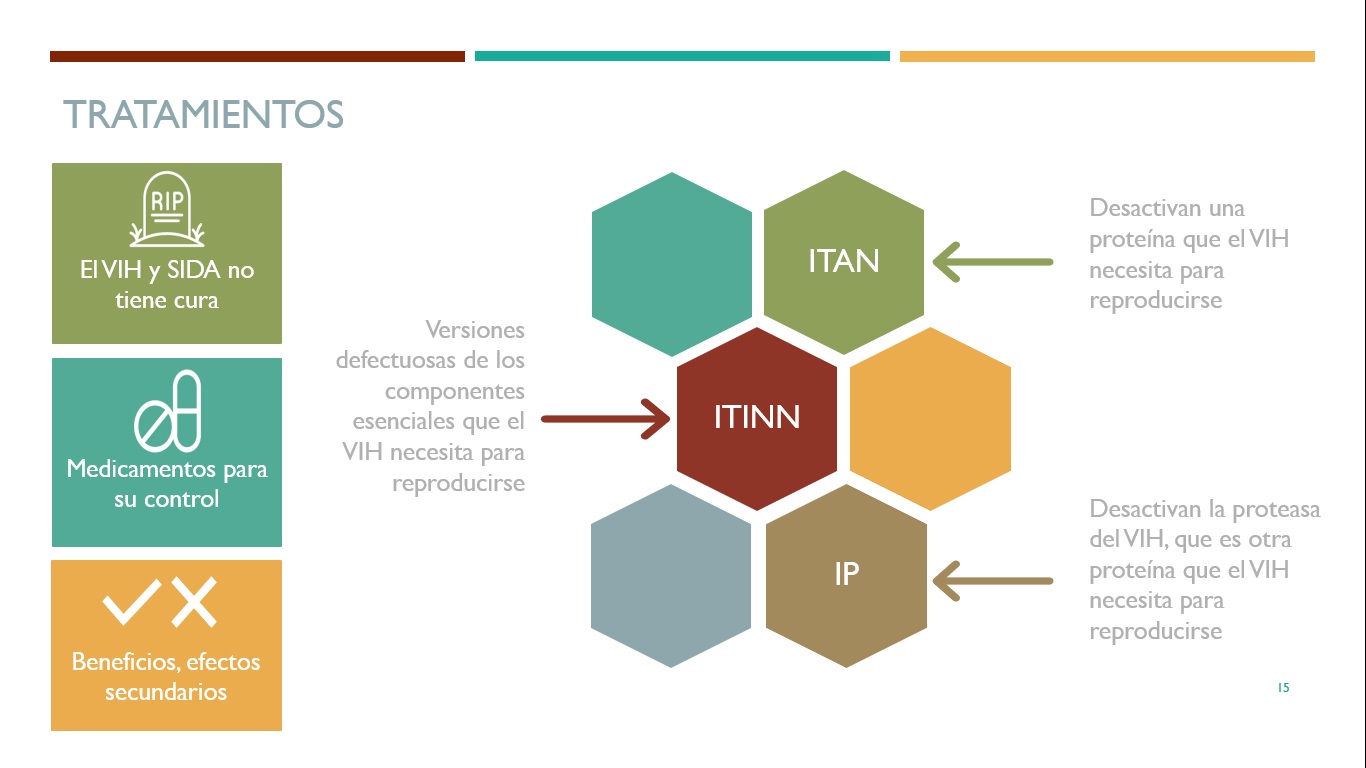 TRATAMIENTOS
RIP
El VIH y SIDA no
tiene cura
Medicamentos para
su control
Beneficios, efectos
secundarios
Versiones
defectuosas de los
componentes
esenciales que el
VIH necesita para
reproducirse
ITAN
ITINN
IP
Desactivan una
proteína que el VIH
necesita para
reproducirse
Desactivan la proteasa
del VIH, que es otra
proteína que el VIH
necesita para
reproducirse
15